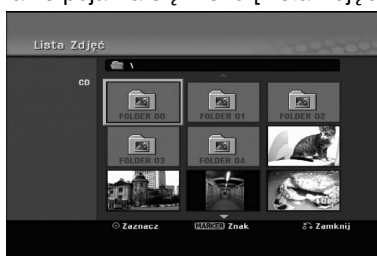 Lista Zdjęć
\
CD
FOLDER 00 FOLDER 01 FOLDER 02
FOLDER 03 FOLDER 04
Zaznacz MARKER Znak Zamknij